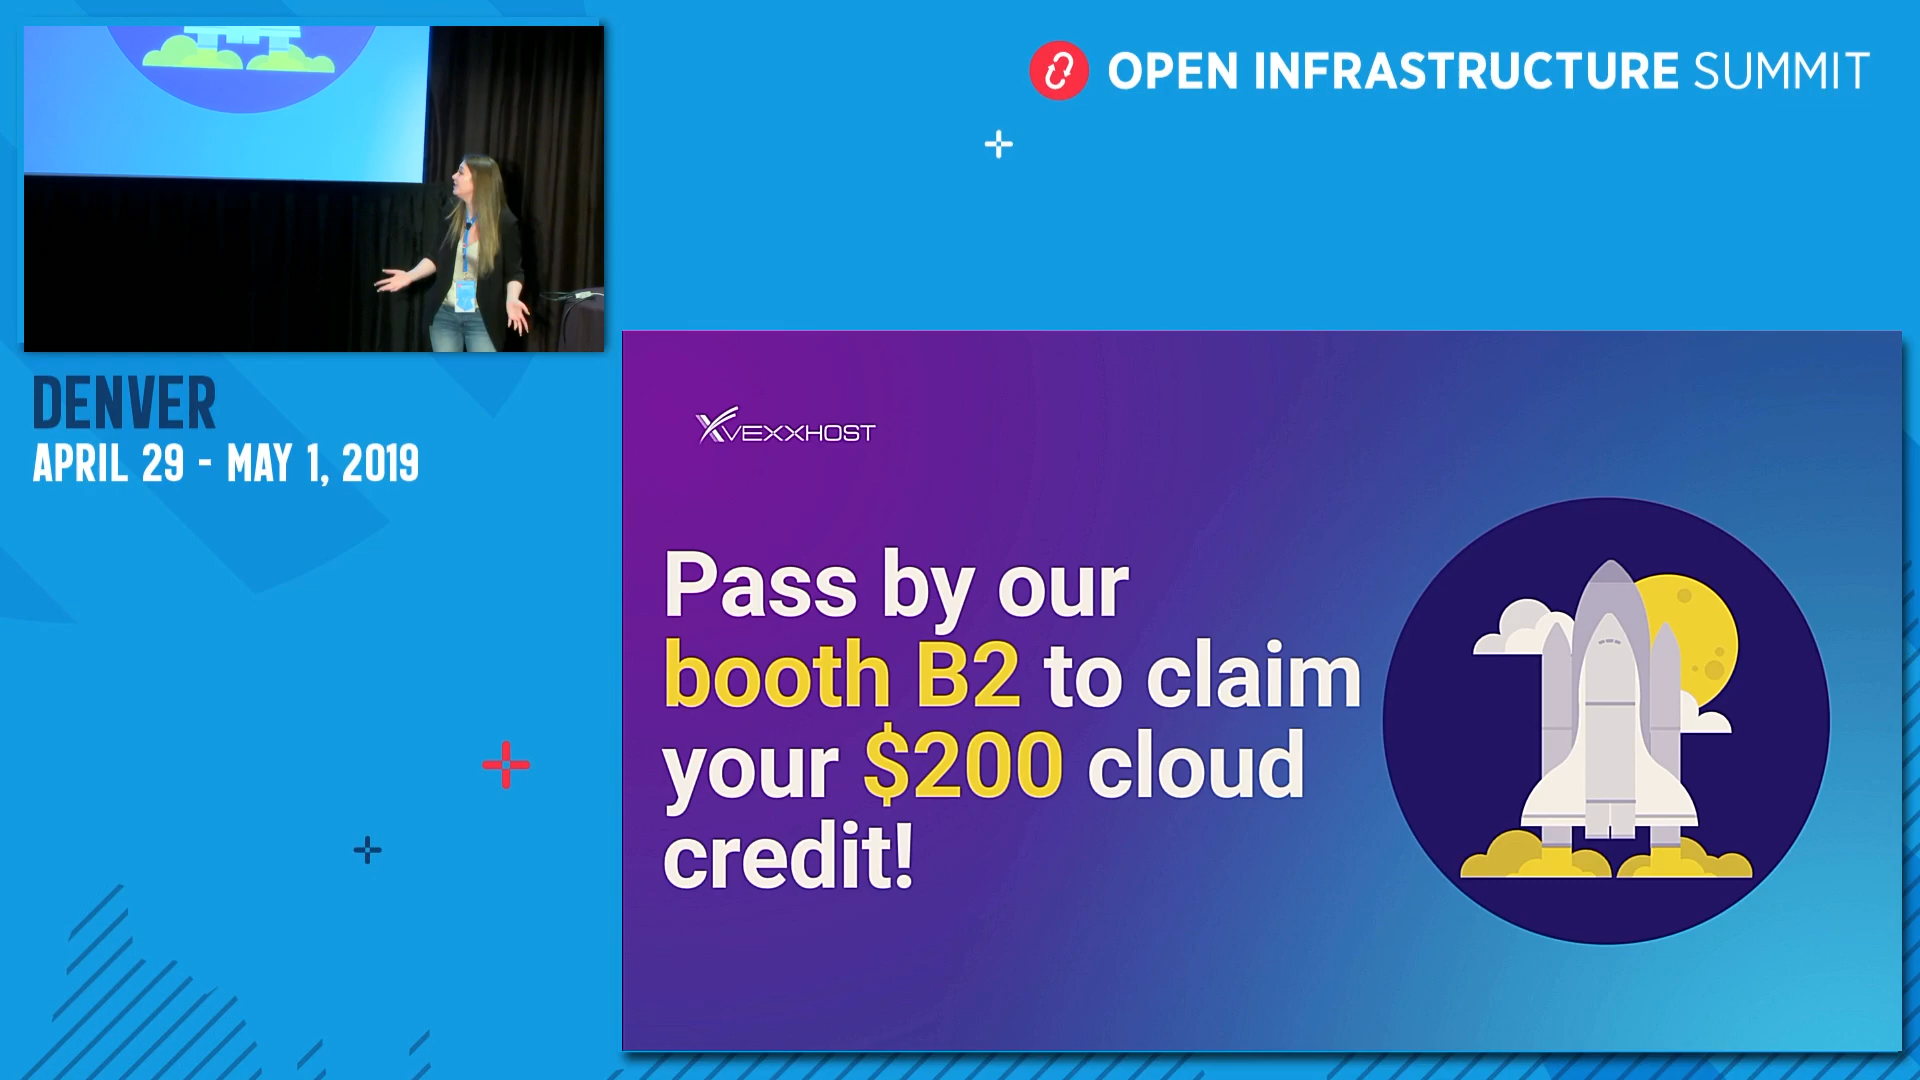 OPEN INFRASTRUCTURE SUMMIT
DENVER
APRIL 29 - MAY 1, 2019
VEXXHOST
Pass by our
booth B2 to claim
your $200 cloud
credit!